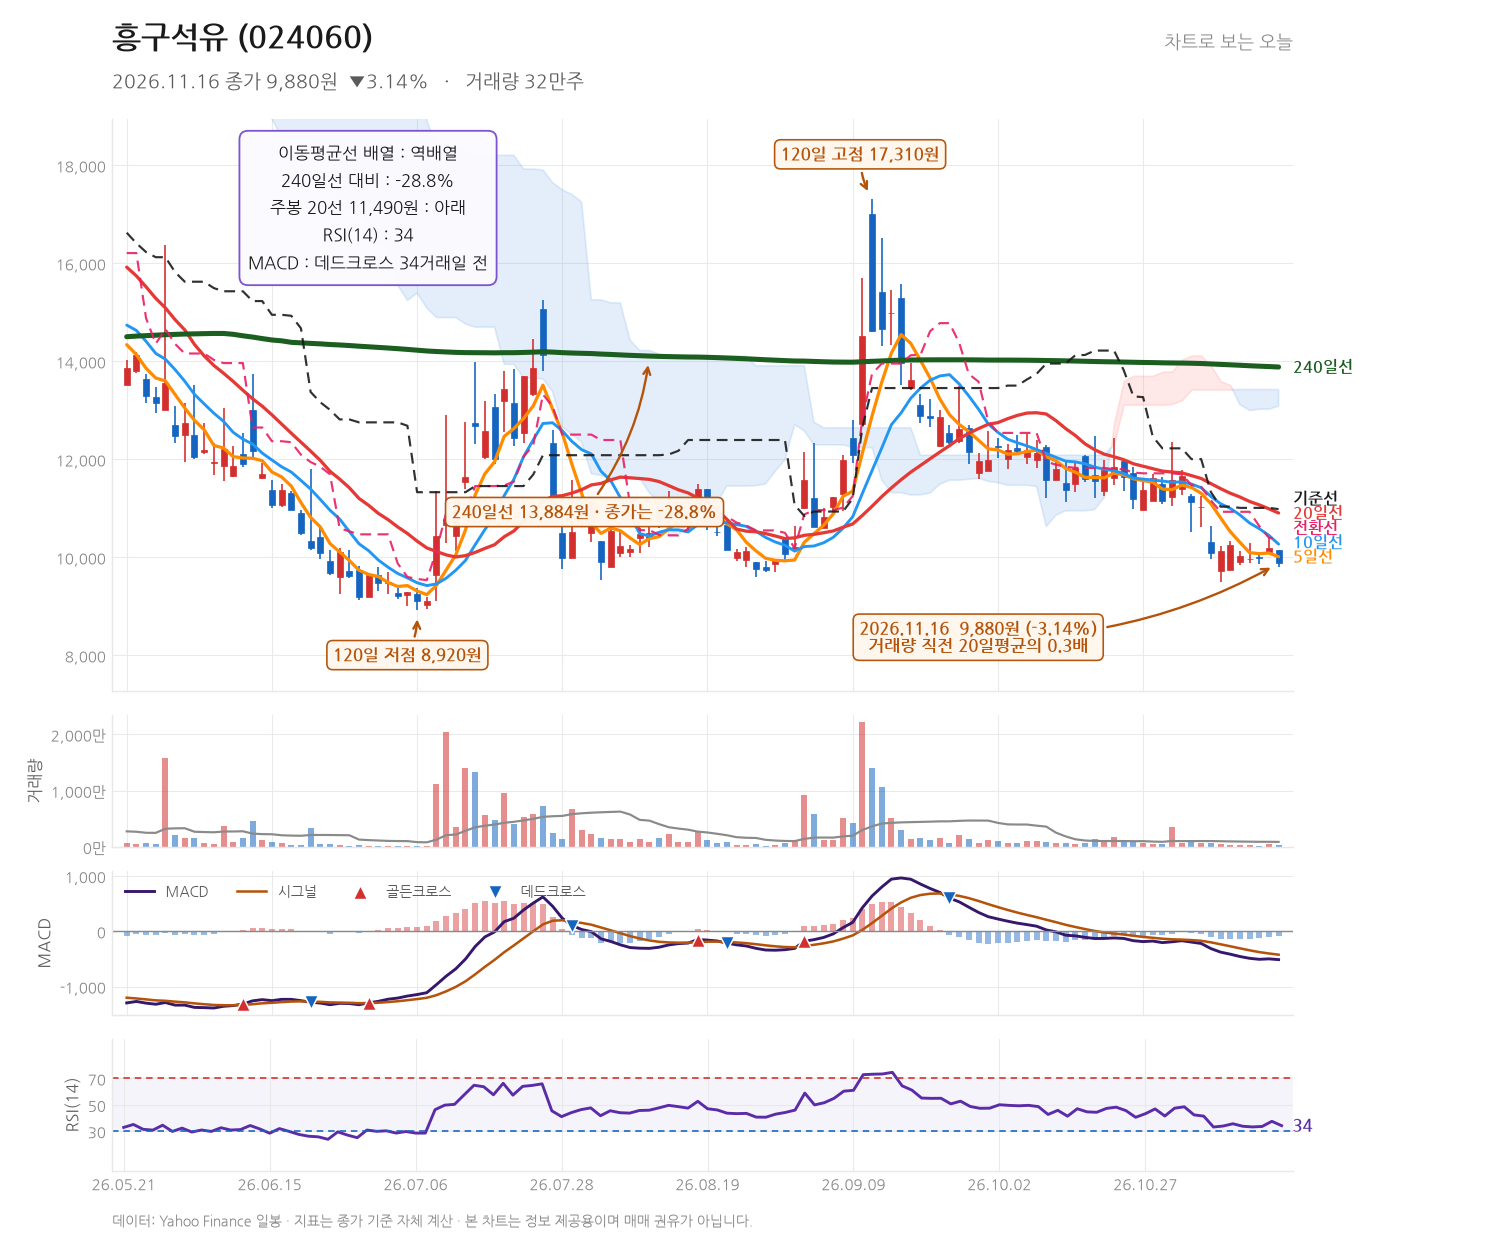 흥구석유 (024060)
차트로 보는 오늘
2026.11.16 종가 9,880원 ▼3.14% · 거래량 32만주
이동평균선 배열 : 역배열
240일선 대비 : -28.8%
주봉 20선 11,490원 : 아래
RSI(14) : 34
MACD : 데드크로스 34거래일 전
120일 고점 17,310원
18,000
16,000
14,000
12,000
10,000
8,000
240일선
기준선
20일선
전환선
10일선
5일선
240일선 13,884원 · 종가는 -28.8%
120일 저점 8,920원
2026.11.16 9,880원 (-3.14%)
거래량 직전 20일평균의 0.3배
거래량
2,000만
1,000만
0만
MACD
1,000
0
-1,000
MACD
시그널
골든크로스
데드크로스
RSI(14)
70
50
30
34
26.05.21
26.06.15
26.07.06
26.07.28
26.08.19
26.09.09
26.10.02
26.10.27
데이터: Yahoo Finance 일봉 · 지표는 종가 기준 자체 계산 · 본 차트는 정보 제공용이며 매매 권유가 아닙니다.